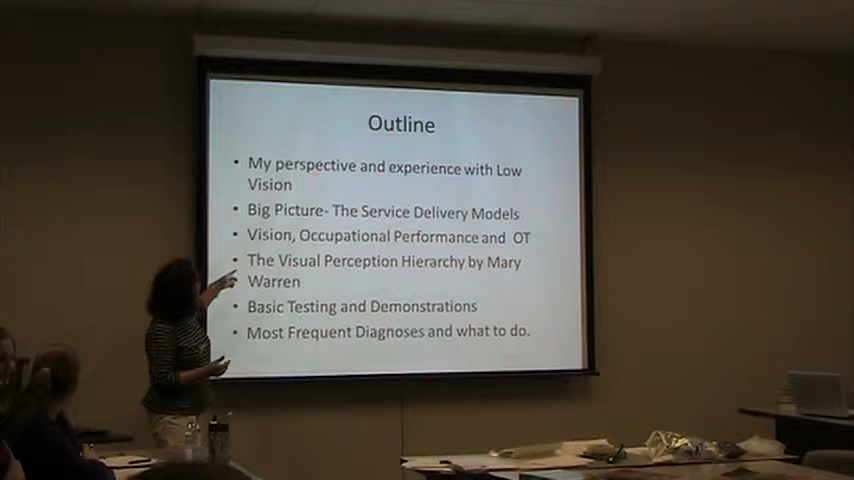 Outline
• My perspective and experience with Low
Vision
• Big Picture- The Service Delivery Models
• Vision, Occupational Performance and  OT
• The Visual Perception Hierarchy by Mary
Warren
• Basic Testing and Demonstrations
• Most Frequent Diagnoses and what to do.